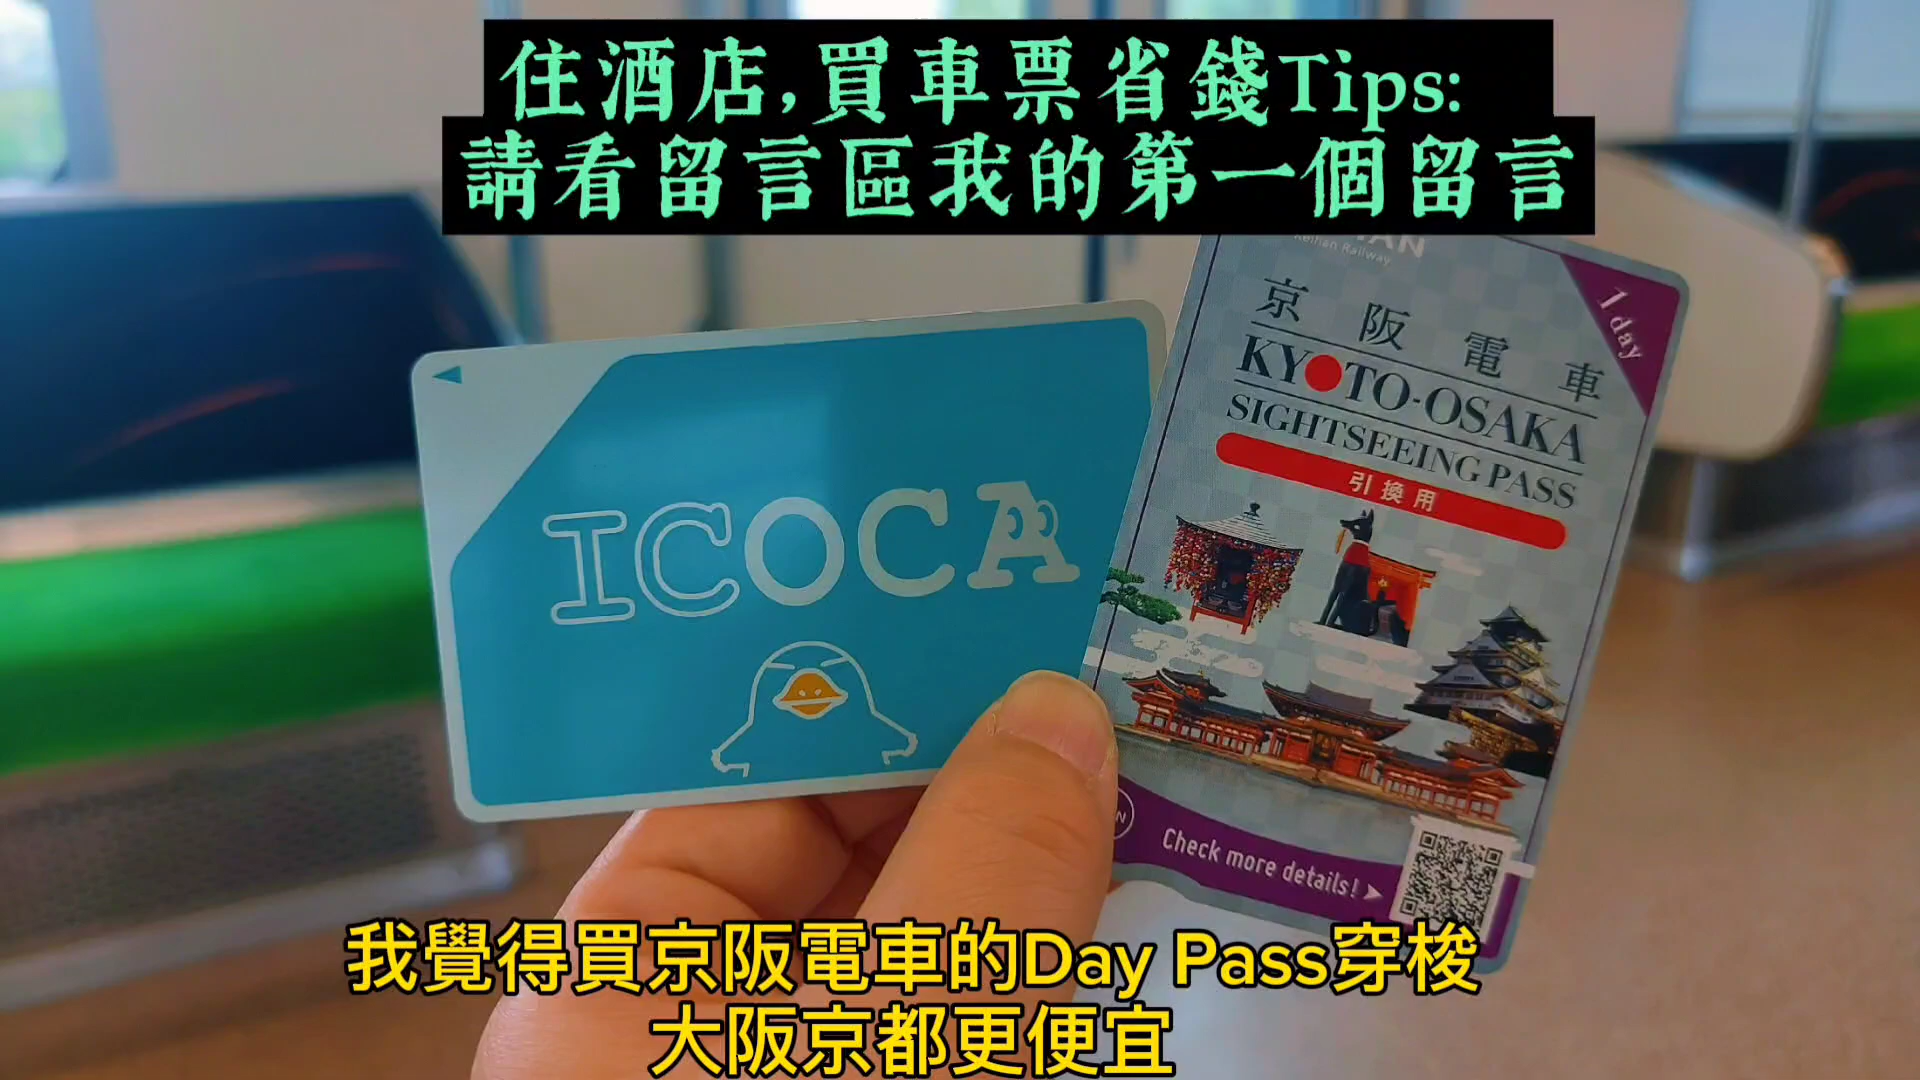 住酒店,買車票省錢Tips:
請看留言區我的第一個留言
Keihan Railway
1 day
京阪電車
KYOTO-OSAKA
SIGHTSEEING PASS
引換用
ICOCA
Check more details!
我覺得買京阪電車的Day Pass穿梭
大阪京都更便宜